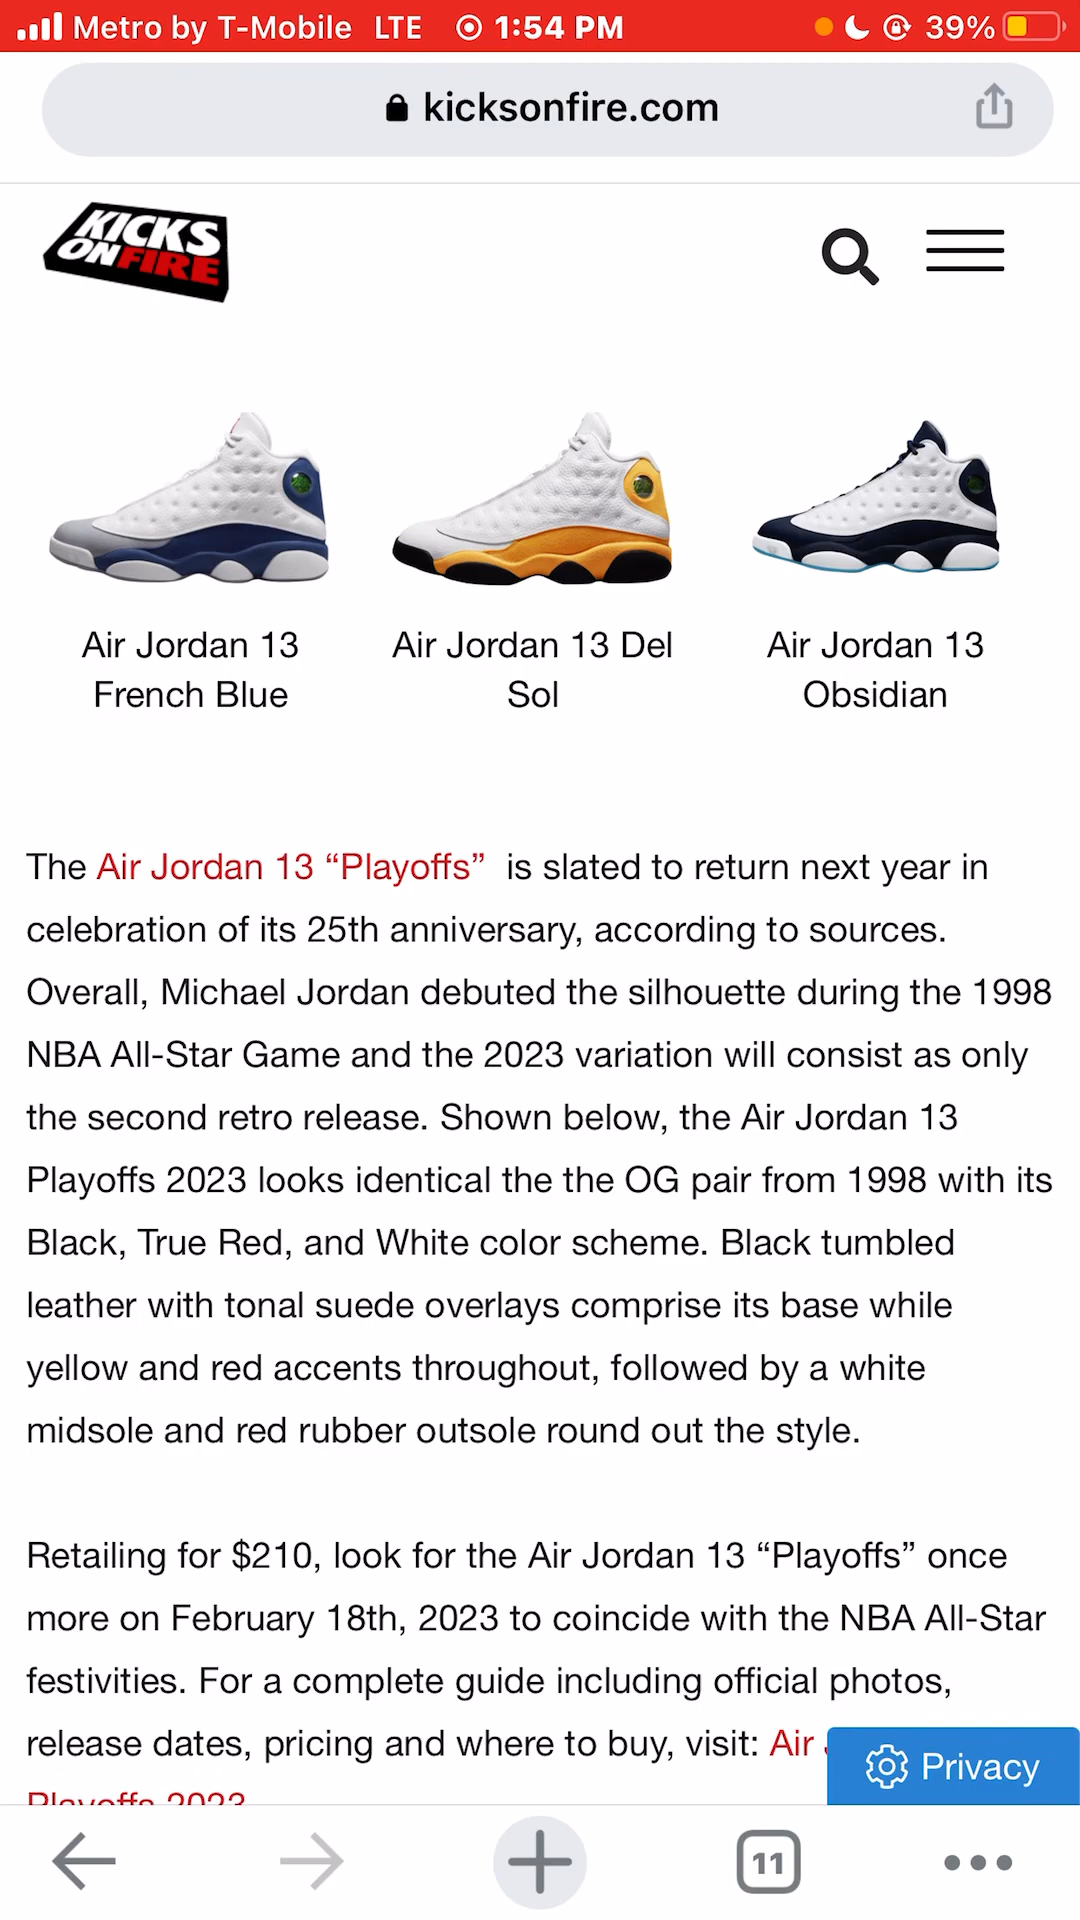 Metro by T-Mobile LTE 1:54 PM 39%
kicksonfire.com
KICKS
ONFIRE
Air Jordan 13
French Blue
Air Jordan 13 Del
Sol
Air Jordan 13
Obsidian
The Air Jordan 13 “Playoffs” is slated to return next year in
celebration of its 25th anniversary, according to sources.
Overall, Michael Jordan debuted the silhouette during the 1998
NBA All-Star Game and the 2023 variation will consist as only
the second retro release. Shown below, the Air Jordan 13
Playoffs 2023 looks identical the the OG pair from 1998 with its
Black, True Red, and White color scheme. Black tumbled
leather with tonal suede overlays comprise its base while
yellow and red accents throughout, followed by a white
midsole and red rubber outsole round out the style.
Retailing for $210, look for the Air Jordan 13 “Playoffs” once
more on February 18th, 2023 to coincide with the NBA All-Star
festivities. For a complete guide including official photos,
release dates, pricing and where to buy, visit: Air
Playoffs 2023
Privacy
11